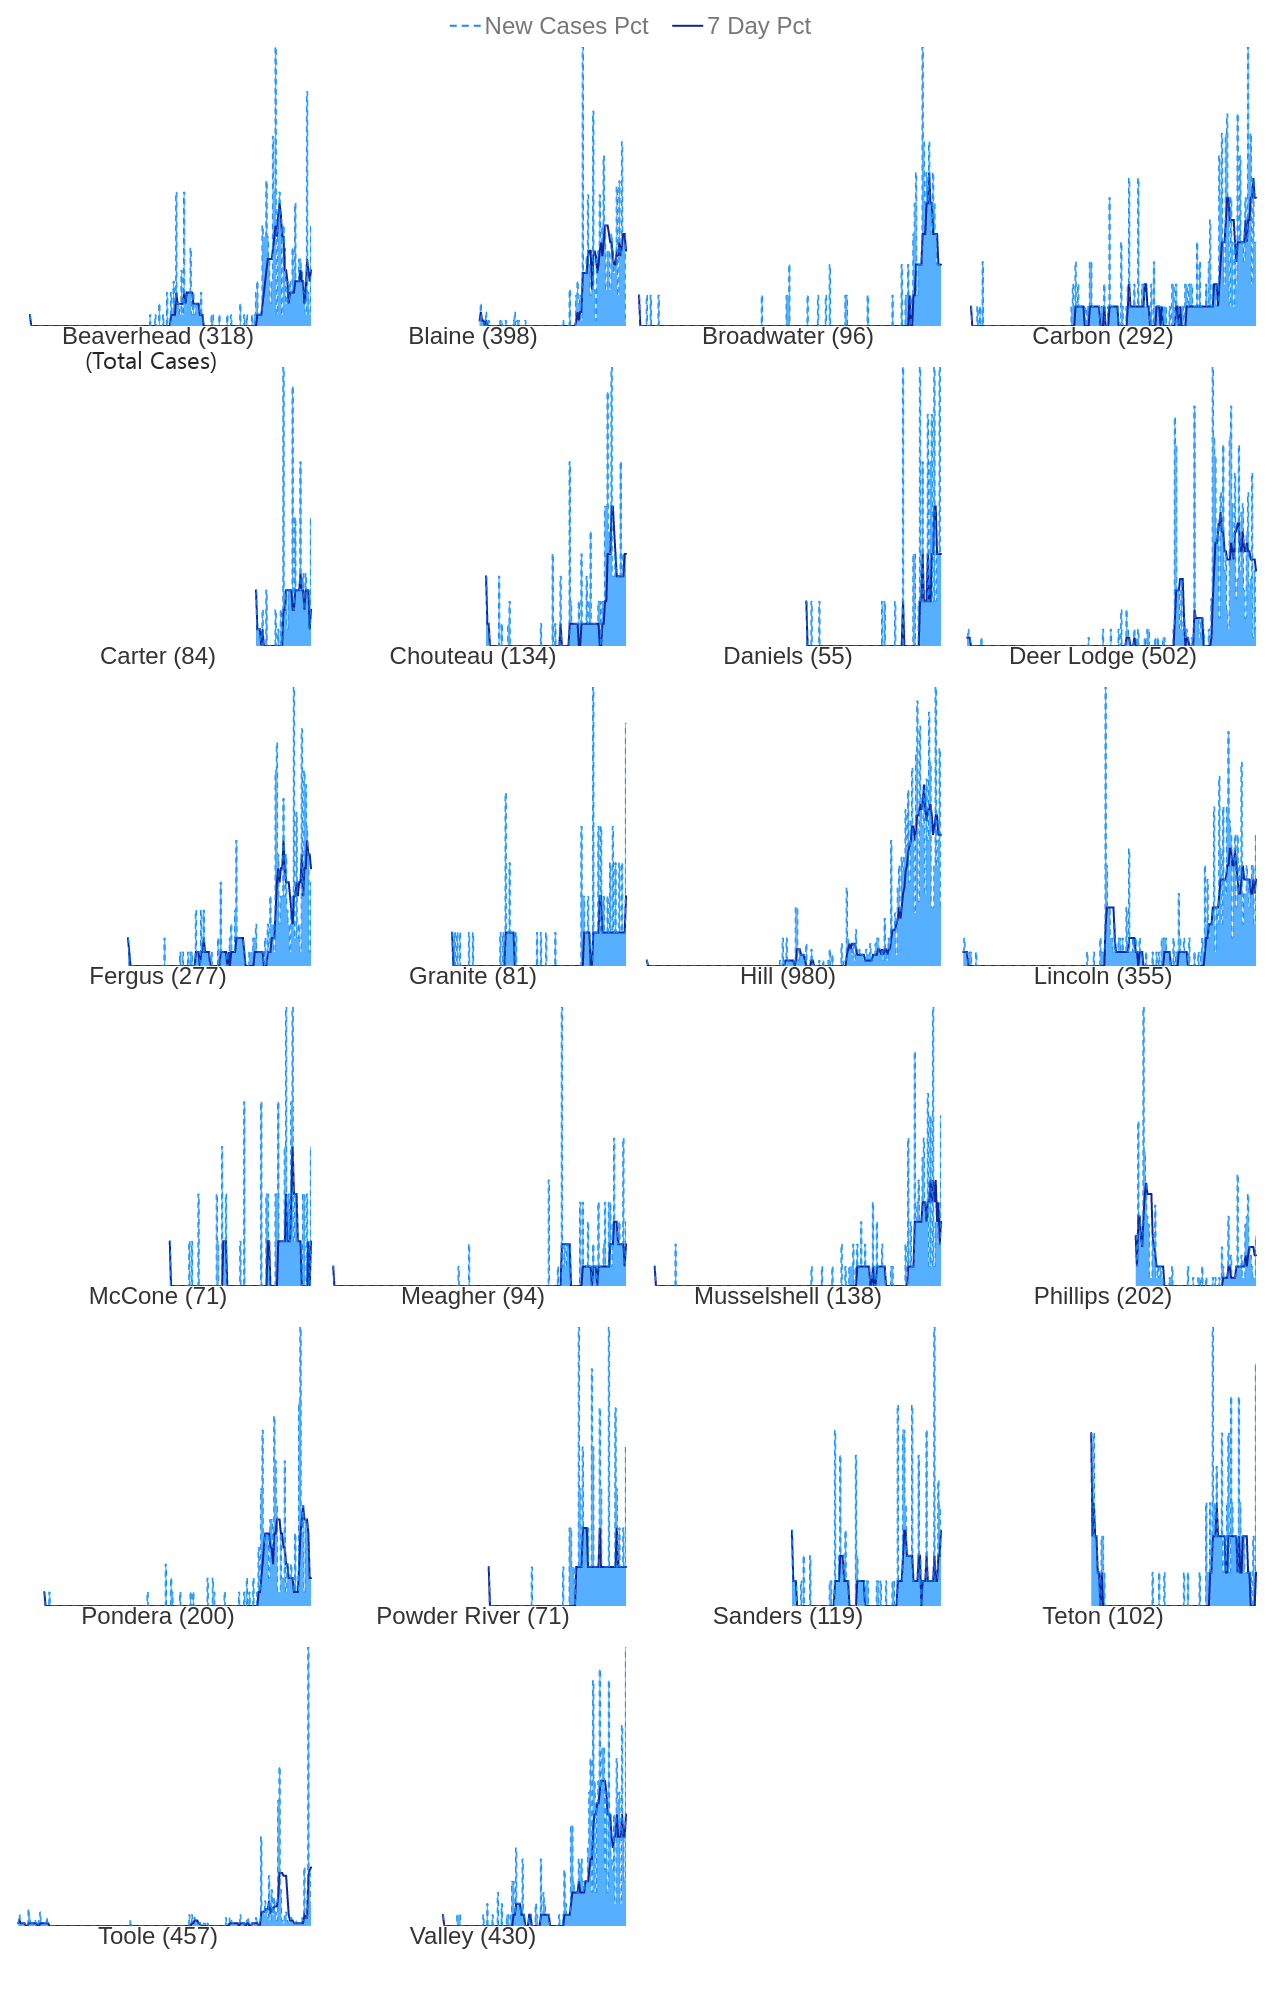 New Cases Pct 7 Day Pct
Beaverhead (318) Blaine (398) Broadwater (96) Carbon (292)
(Total Cases)
Carter (84) Chouteau (134) Daniels (55) Deer Lodge (502)
Fergus (277) Granite (81) Hill (980) Lincoln (355)
McCone (71) Meagher (94) Musselshell (138) Phillips (202)
Pondera (200) Powder River (71) Sanders (119) Teton (102)
Toole (457) Valley (430)